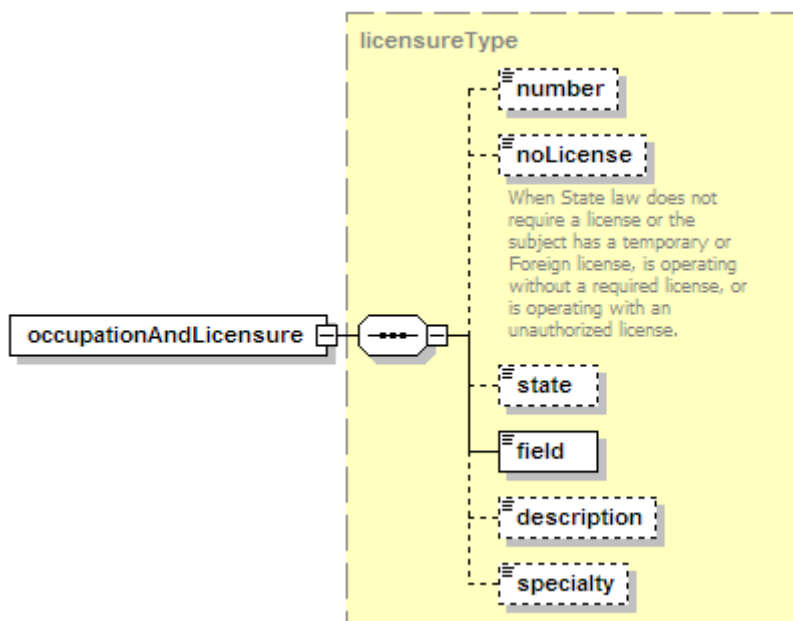 licensureType
number
noLicense
When State law does not
require a license or the
subject has a temporary or
Foreign license, is operating
without a required license, or
is operating with an
unauthorized license.
occupationAndLicensure
state
field
description
specialty